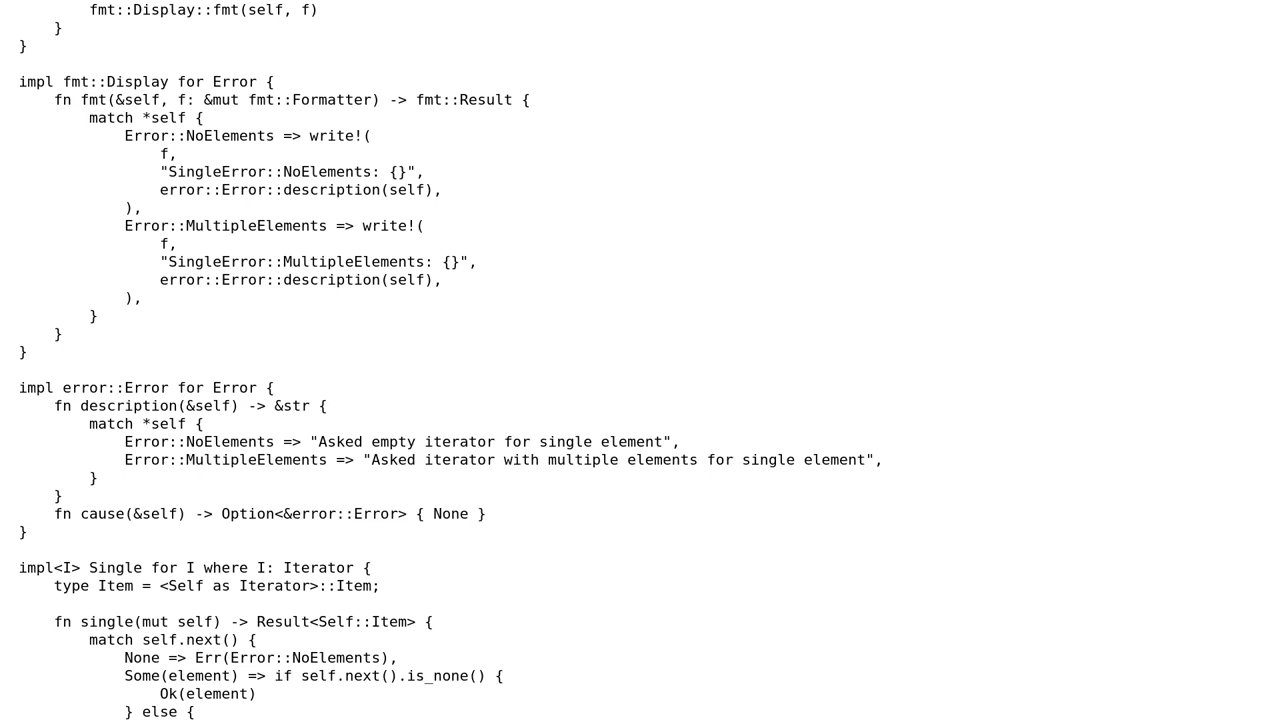 fmt::Display::fmt(self, f)
    }
}

impl fmt::Display for Error {
    fn fmt(&self, f: &mut fmt::Formatter) -> fmt::Result {
        match *self {
            Error::NoElements => write!(
                f,
                "SingleError::NoElements: {}",
                error::Error::description(self),
            ),
            Error::MultipleElements => write!(
                f,
                "SingleError::MultipleElements: {}",
                error::Error::description(self),
            ),
        }
    }
}

impl error::Error for Error {
    fn description(&self) -> &str {
        match *self {
            Error::NoElements => "Asked empty iterator for single element",
            Error::MultipleElements => "Asked iterator with multiple elements for single element",
        }
    }
    fn cause(&self) -> Option<&error::Error> { None }
}

impl<I> Single for I where I: Iterator {
    type Item = <Self as Iterator>::Item;

    fn single(mut self) -> Result<Self::Item> {
        match self.next() {
            None => Err(Error::NoElements),
            Some(element) => if self.next().is_none() {
                Ok(element)
            } else {